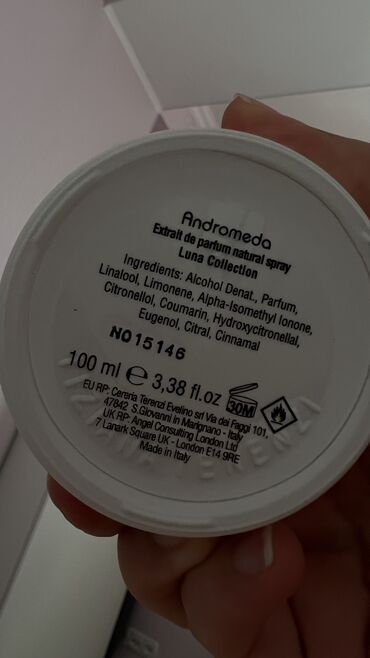 Andromeda
Extrait de parfum natural spray
Luna Collection
Ingredients: Alcohol Denat., Parfum,
Linalool, Limonene, Alpha-Isomethyl Ionone,
Citronellol, Coumarin, Hydroxycitronellal,
Eugenol, Citral, Cinnamal
NO15146
100 ml ℮ 3,38 fl.oz
30M
EU RP: Cereria Terenzi Evelino srl Via dei Faggi 101,
47842 S.Giovanni in Marignano - Italy
UK RP: Angel Consulting London Ltd
7 Lanark Square UK - London E14 9RE
Made in Italy